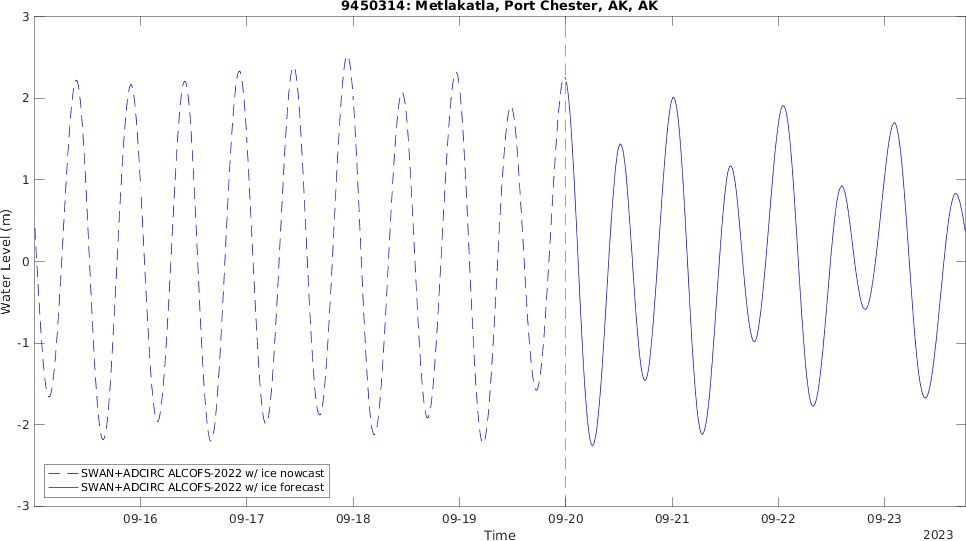 9450314: Metlakatla, Port Chester, AK, AK
3
2
1
0
-1
-2
-3
Water Level (m)
SWAN+ADCIRC ALCOFS-2022 w/ ice nowcast
SWAN+ADCIRC ALCOFS-2022 w/ ice forecast
09-16 09-17 09-18 09-19 09-20 09-21 09-22 09-23
Time
2023